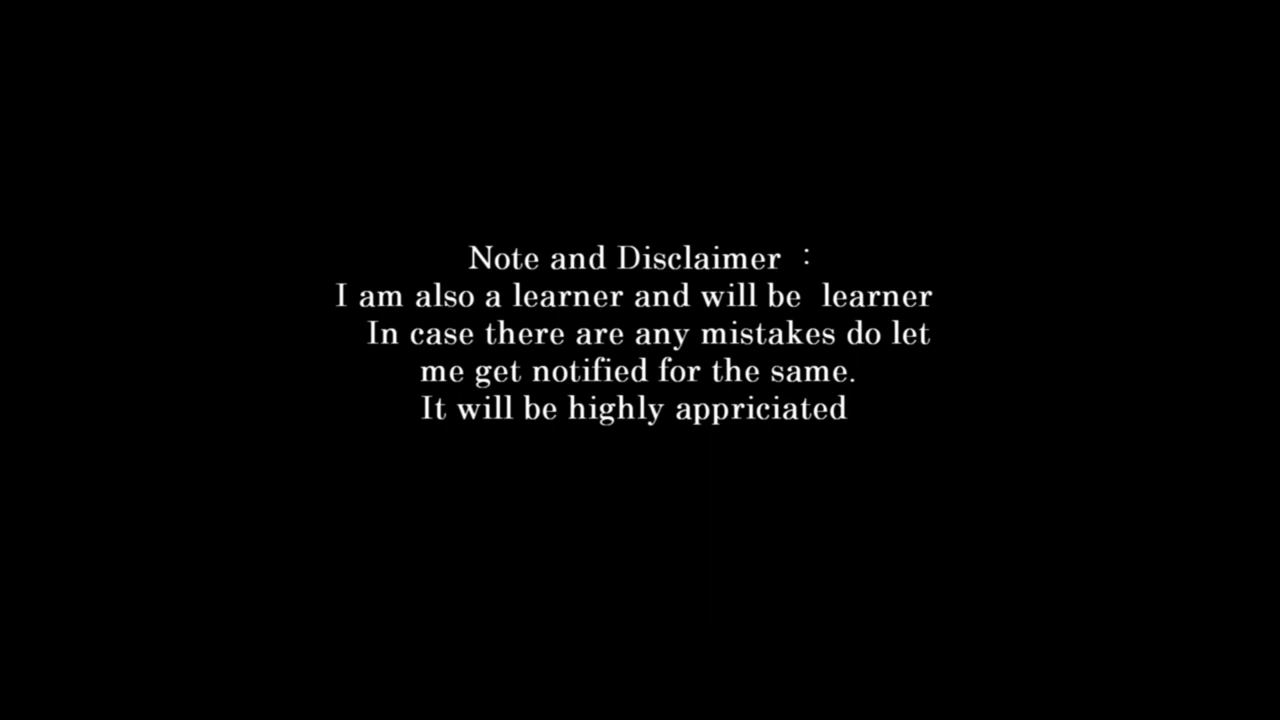 Note and Disclaimer :
I am also a learner and will be learner
In case there are any mistakes do let
me get notified for the same.
It will be highly appriciated